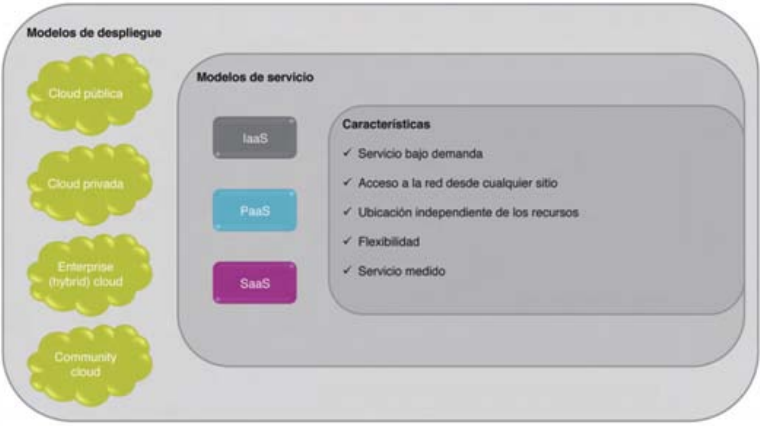 Modelos de despliegue
Cloud pública
Cloud privada
Enterprise
(hybrid) cloud
Community
cloud
Modelos de servicio
IaaS
PaaS
SaaS
Características
✓ Servicio bajo demanda
✓ Acceso a la red desde cualquier sitio
✓ Ubicación independiente de los recursos
✓ Flexibilidad
✓ Servicio medido